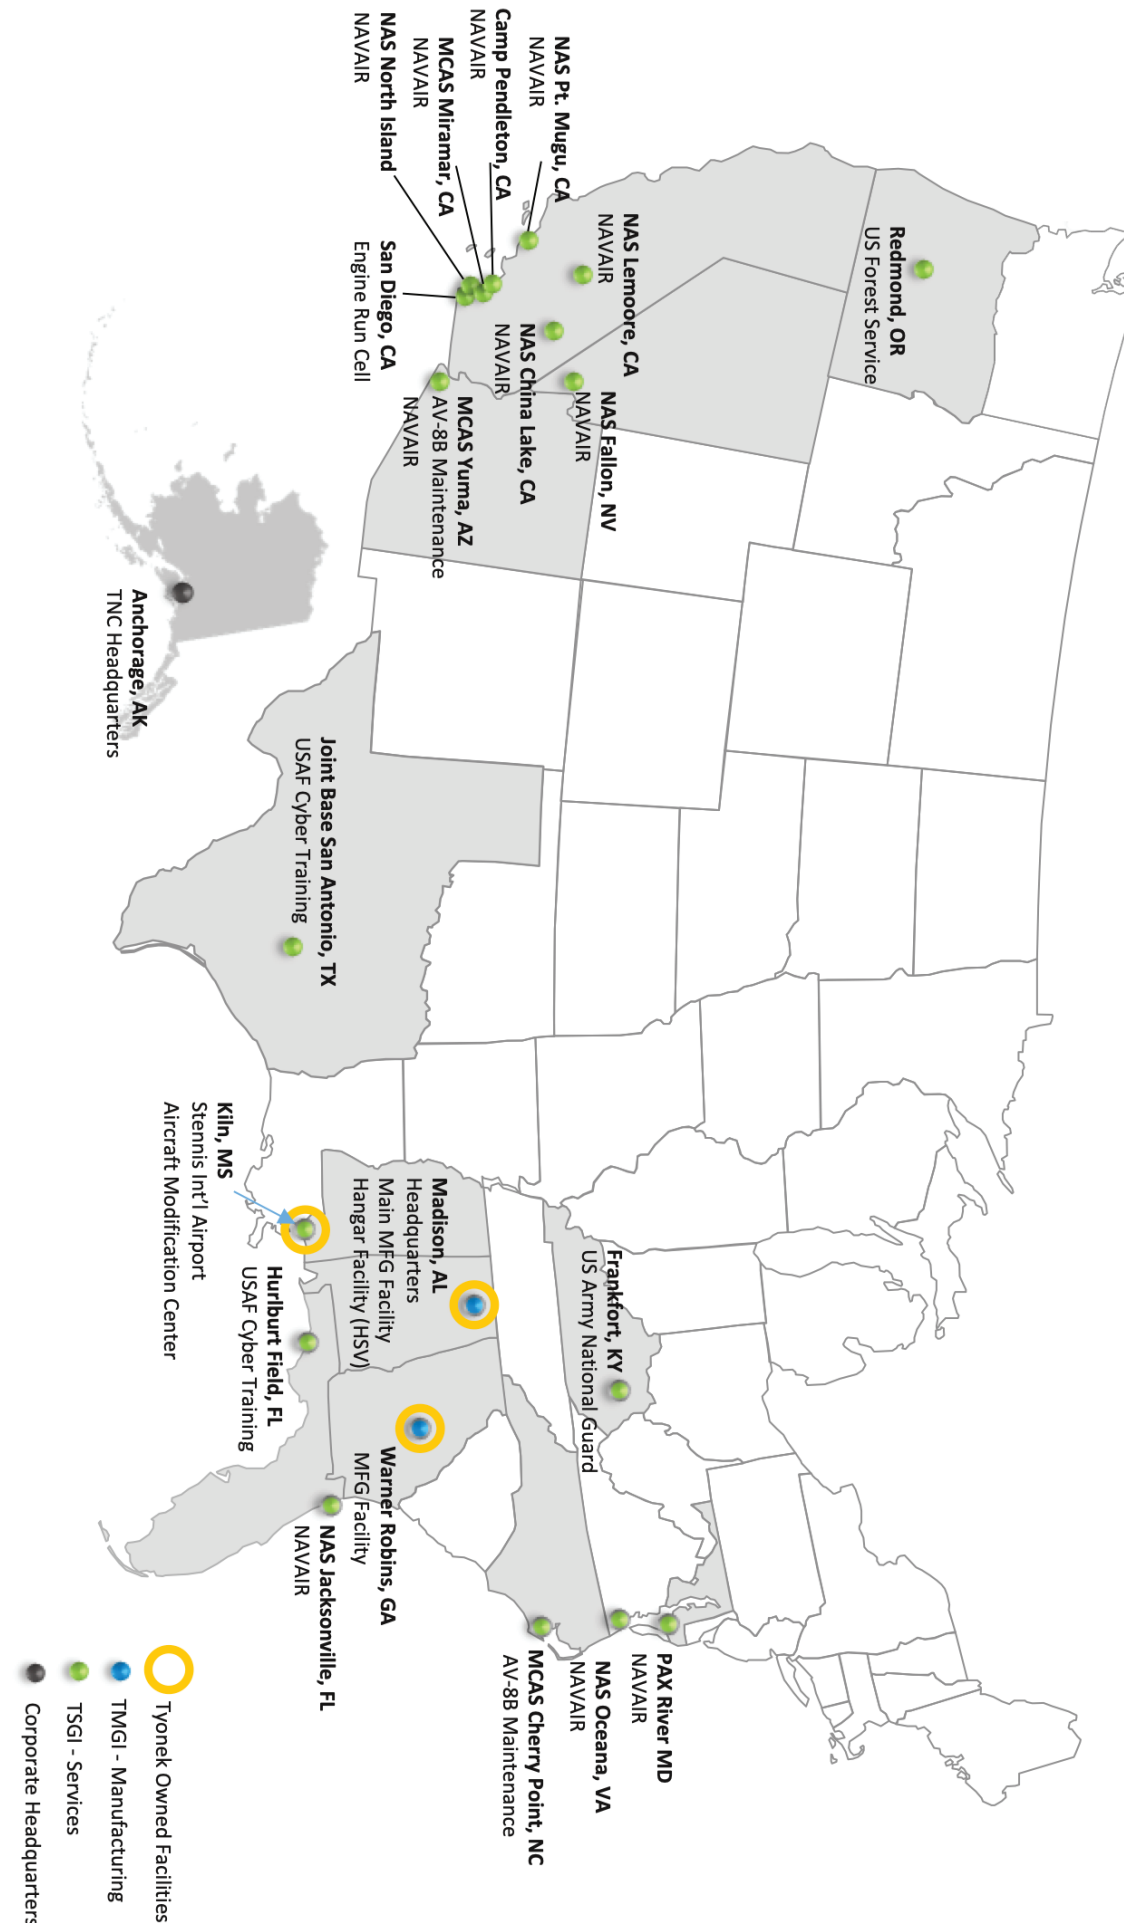 Redmond, OR
US Forest Service
NAS Pt. Mugu, CA
NAVAIR
Camp Pendleton, CA
NAVAIR
MCAS Miramar, CA
NAVAIR
NAS North Island
NAVAIR
San Diego, CA
Engine Run Cell
NAS Lemoore, CA
NAVAIR
NAS China Lake, CA
NAVAIR
NAS Fallon, NV
NAVAIR
MCAS Yuma, AZ
AV-8B Maintenance
NAVAIR
Anchorage, AK
TNC Headquarters
Joint Base San Antonio, TX
USAF Cyber Training
Kiln, MS
Stennis Int'l Airport
Aircraft Modification Center
Madison, AL
Headquarters
Main MFG Facility
Hangar Facility (HSV)
Frankfort, KY
US Army National Guard
Hurlburt Field, FL
USAF Cyber Training
Warner Robins, GA
MFG Facility
NAS Jacksonville, FL
NAVAIR
PAX River MD
NAVAIR
NAS Oceana, VA
NAVAIR
MCAS Cherry Point, NC
AV-8B Maintenance
Tyonek Owned Facilities
TMGI - Manufacturing
TSGI - Services
Corporate Headquarters